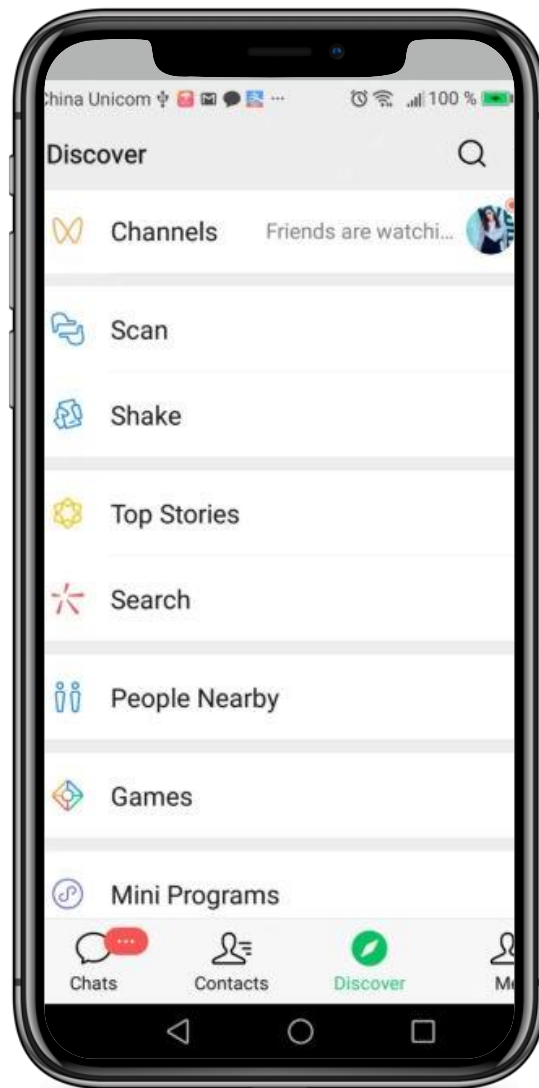 hina Unicom 100 %
Discover
Channels Friends are watchi...
Scan
Shake
Top Stories
Search
People Nearby
Games
Mini Programs
Chats Contacts Discover M